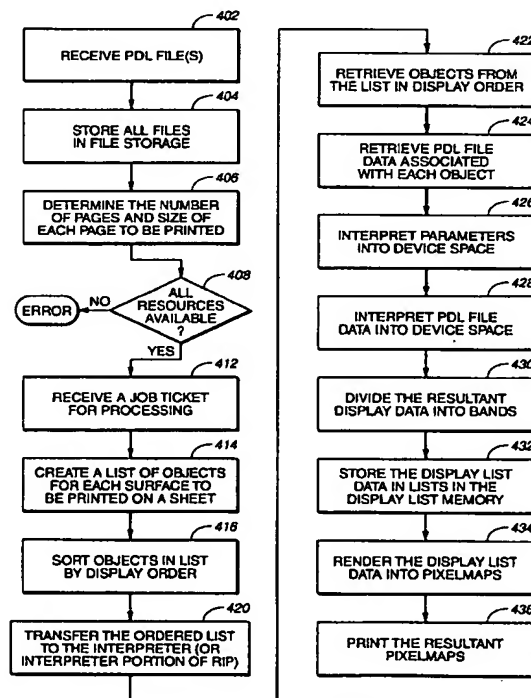 402
RECEIVE PDL FILE(S)
404
STORE ALL FILES
IN FILE STORAGE
406
DETERMINE THE NUMBER
OF PAGES AND SIZE OF
EACH PAGE TO BE PRINTED
408
ALL
RESOURCES
AVAILABLE
?
NO
ERROR
YES
412
RECEIVE A JOB TICKET
FOR PROCESSING
414
CREATE A LIST OF OBJECTS
FOR EACH SURFACE TO
BE PRINTED ON A SHEET
416
SORT OBJECTS IN LIST
BY DISPLAY ORDER
420
TRANSFER THE ORDERED LIST
TO THE INTERPRETER (OR
INTERPRETER PORTION OF RIP)
422
RETRIEVE OBJECTS FROM
THE LIST IN DISPLAY ORDER
424
RETRIEVE PDL FILE
DATA ASSOCIATED
WITH EACH OBJECT
426
INTERPRET PARAMETERS
INTO DEVICE SPACE
428
INTERPRET PDL FILE
DATA INTO DEVICE SPACE
430
DIVIDE THE RESULTANT
DISPLAY DATA INTO BANDS
432
STORE THE DISPLAY LIST
DATA IN LISTS IN THE
DISPLAY LIST MEMORY
434
RENDER THE DISPLAY LIST
DATA INTO PIXELMAPS
436
PRINT THE RESULTANT
PIXELMAPS